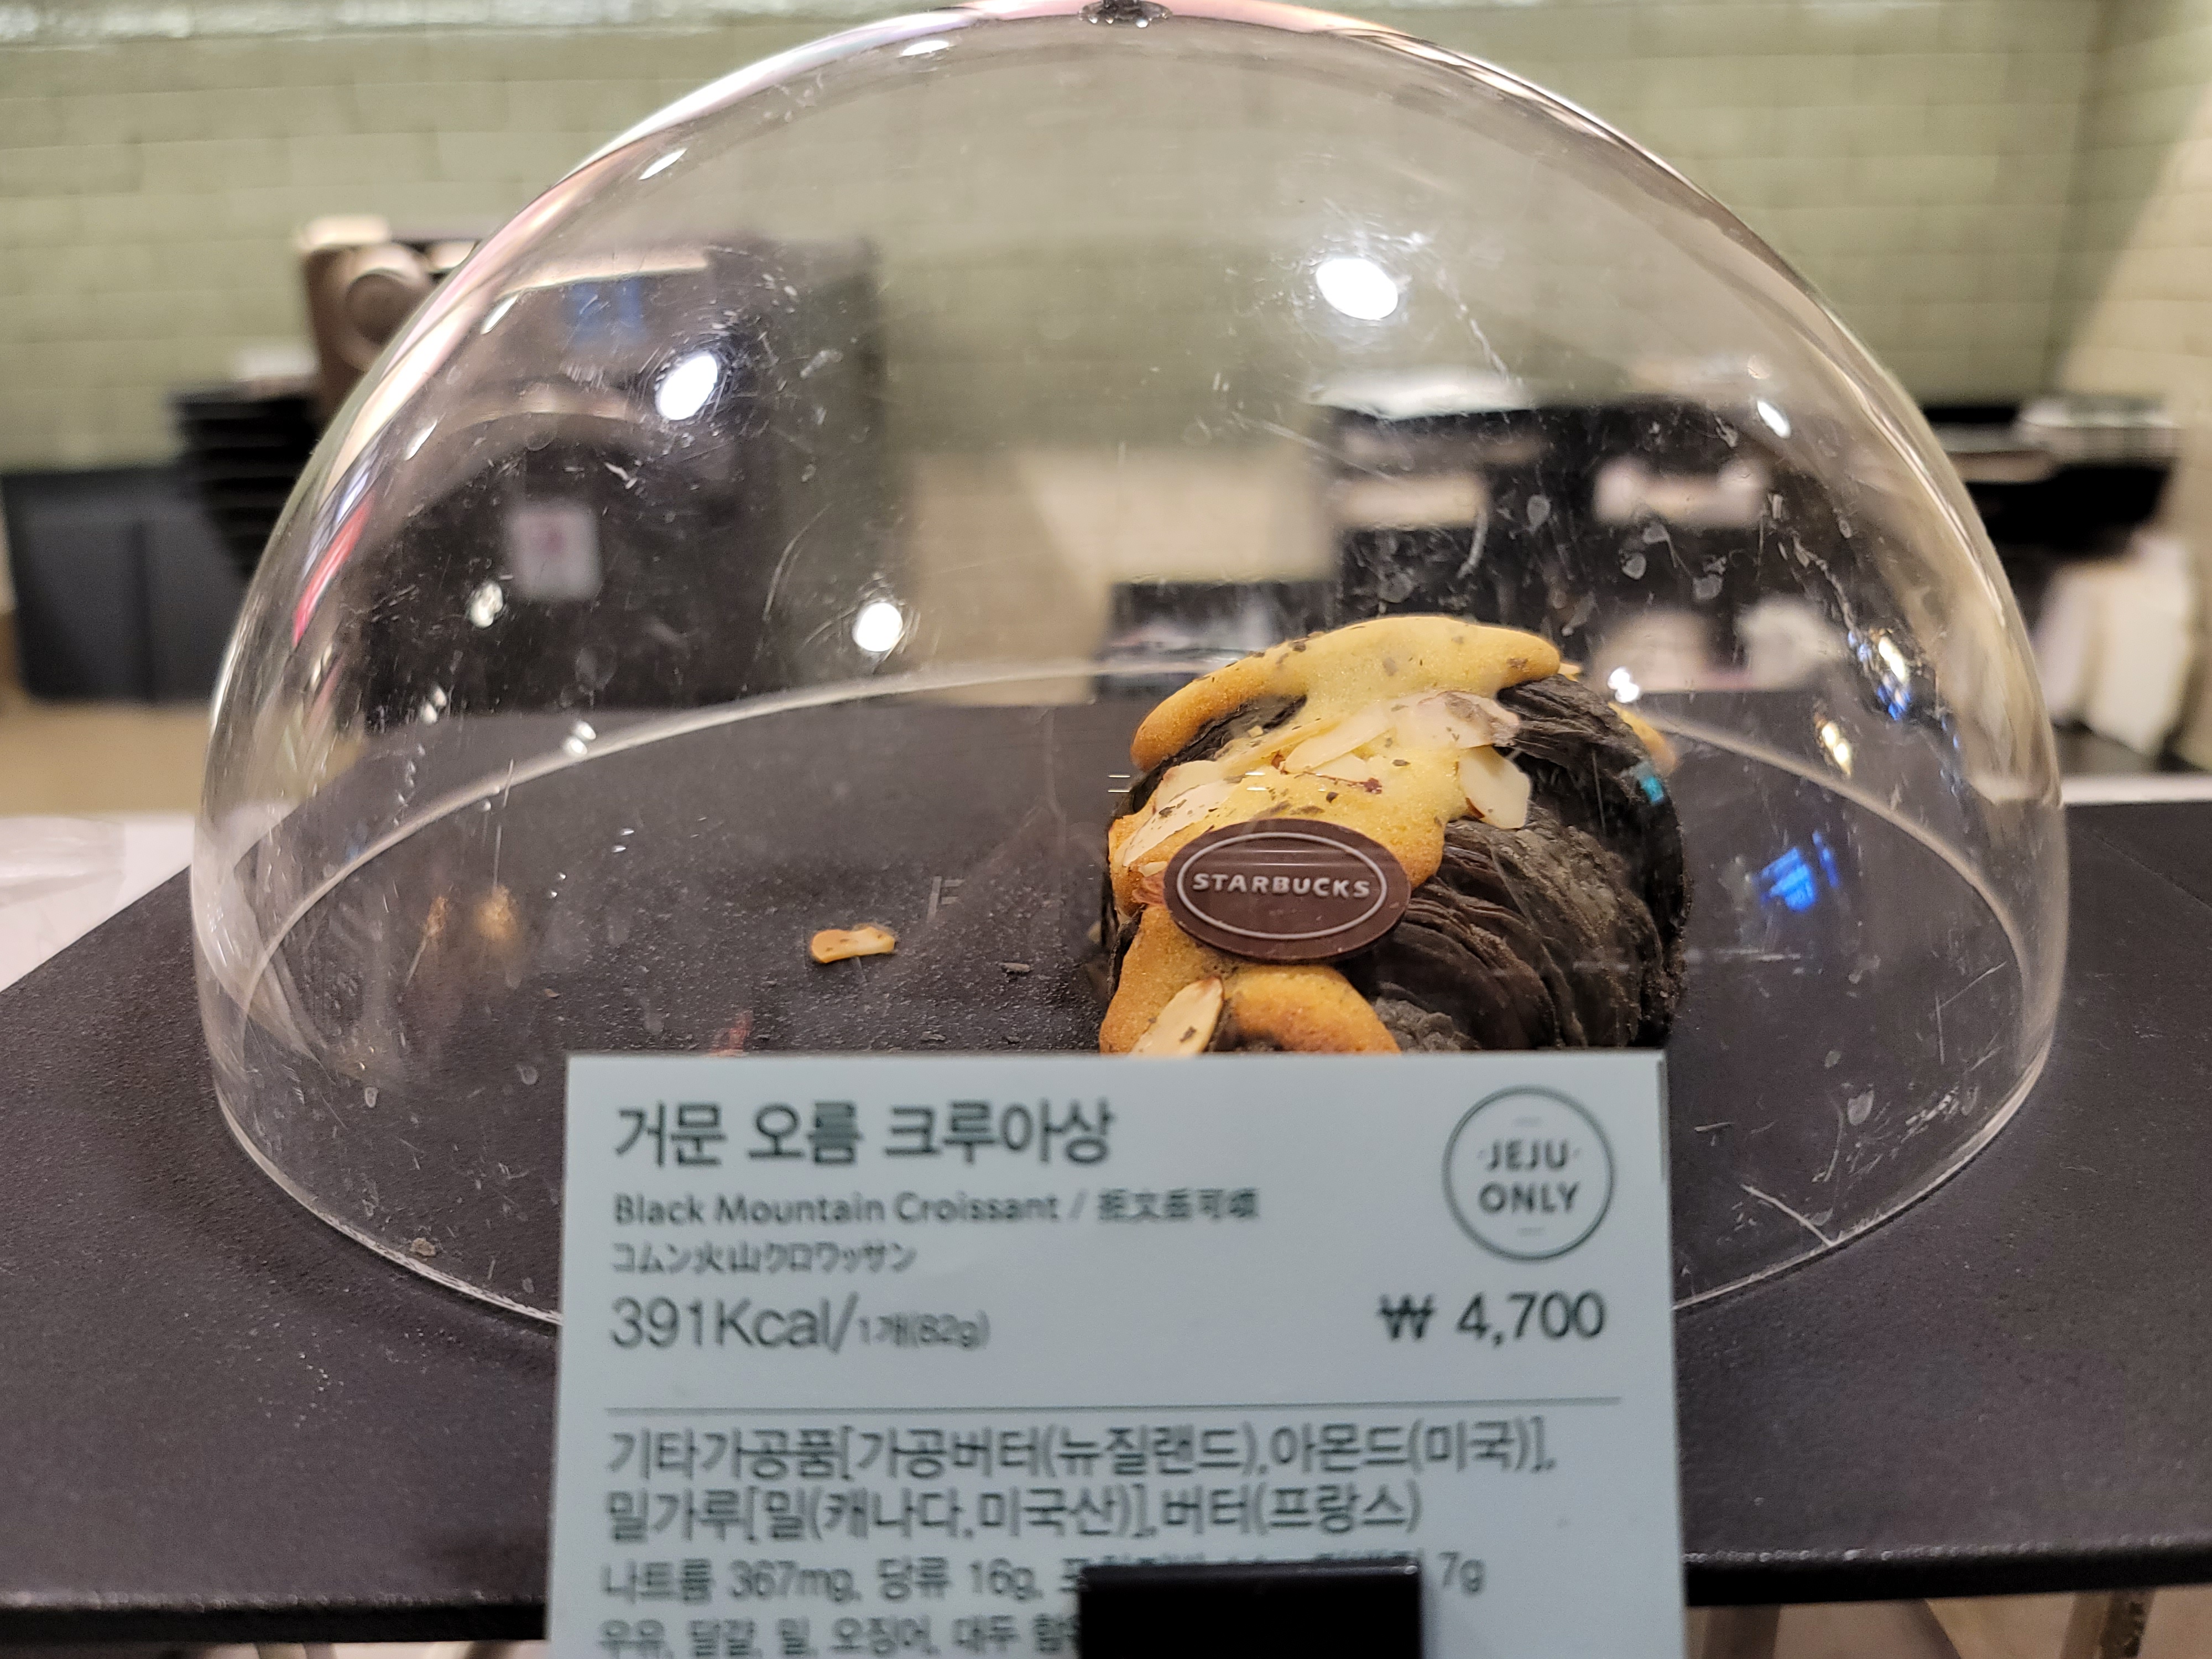 STARBUCKS
거문 오름 크루아상
JEJU
ONLY
Black Mountain Croissant /
コムン火山クロワッサン
391Kcal/1개(82g)
₩ 4,700
기타가공품[가공버터(뉴질랜드),아몬드(미국)],
밀가루[밀(캐나다,미국산)],버터(프랑스)
나트륨 367mg, 당류 16g, 7g
우유, 달걀, 밀, 오징어, 대두